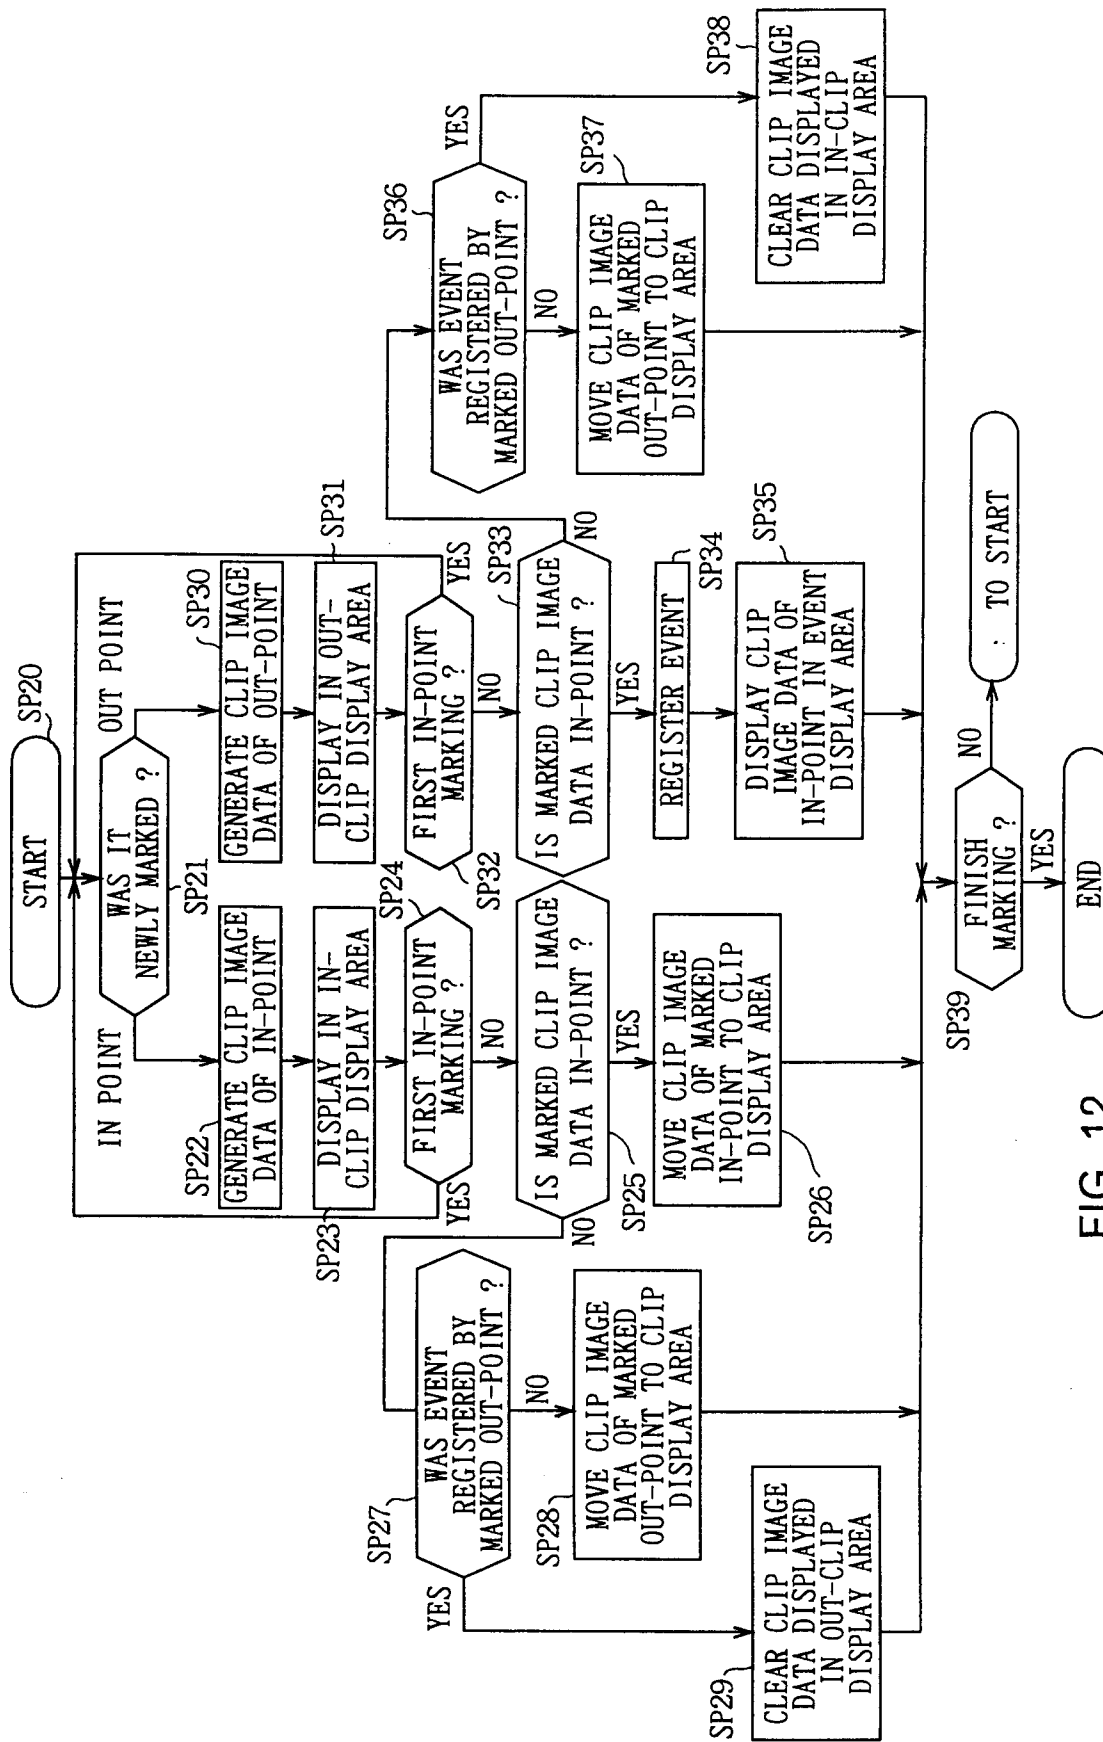 START
SP20
WAS IT
NEWLY MARKED ?
SP21
IN POINT
OUT POINT
SP22
GENERATE CLIP IMAGE
DATA OF IN-POINT
SP30
GENERATE CLIP IMAGE
DATA OF OUT-POINT
SP23
DISPLAY IN IN-
CLIP DISPLAY AREA
SP31
DISPLAY IN OUT-
CLIP DISPLAY AREA
SP24
FIRST IN-POINT
MARKING ?
YES
NO
SP32
FIRST IN-POINT
MARKING ?
YES
NO
SP25
IS MARKED CLIP IMAGE
DATA IN-POINT ?
NO
YES
SP33
IS MARKED CLIP IMAGE
DATA IN-POINT ?
NO
YES
SP27
WAS EVENT
REGISTERED BY
MARKED OUT-POINT ?
YES
NO
SP36
WAS EVENT
REGISTERED BY
MARKED OUT-POINT ?
YES
NO
SP28
MOVE CLIP IMAGE
DATA OF MARKED
OUT-POINT TO CLIP
DISPLAY AREA
SP26
MOVE CLIP IMAGE
DATA OF MARKED
IN-POINT TO CLIP
DISPLAY AREA
SP34
REGISTER EVENT
SP35
DISPLAY CLIP
IMAGE DATA OF
IN-POINT IN EVENT
DISPLAY AREA
SP37
MOVE CLIP IMAGE
DATA OF MARKED
OUT-POINT TO CLIP
DISPLAY AREA
SP29
CLEAR CLIP IMAGE
DATA DISPLAYED
IN OUT-CLIP
DISPLAY AREA
SP38
CLEAR CLIP IMAGE
DATA DISPLAYED
IN IN-CLIP
DISPLAY AREA
SP39
FINISH
MARKING ?
NO
YES
: TO START
END
FIG. 12